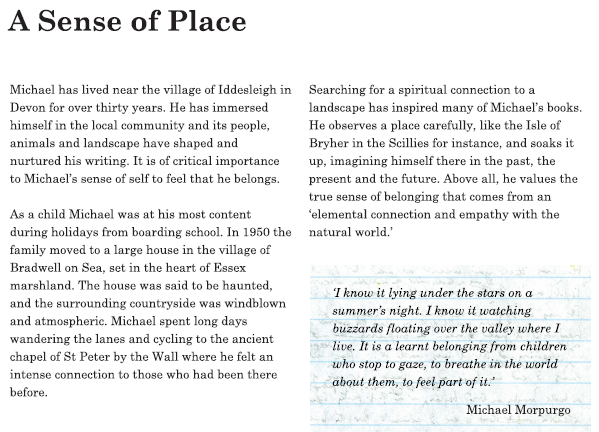 A Sense of Place
Michael has lived near the village of Iddesleigh in
Devon for over thirty years. He has immersed
himself in the local community and its people,
animals and landscape have shaped and
nurtured his writing. It is of critical importance
to Michael's sense of self to feel that he belongs.
As a child Michael was at his most content
during holidays from boarding school. In 1950 the
family moved to a large house in the village of
Bradwell on Sea, set in the heart of Essex
marshland. The house was said to be haunted,
and the surrounding countryside was windblown
and atmospheric. Michael spent long days
wandering the lanes and cycling to the ancient
chapel of St Peter by the Wall where he felt an
intense connection to those who had been there
before.
Searching for a spiritual connection to a
landscape has inspired many of Michael's books.
He observes a place carefully, like the Isle of
Bryher in the Scillies for instance, and soaks it
up, imagining himself there in the past, the
present and the future. Above all, he values the
true sense of belonging that comes from an
‘elemental connection and empathy with the
natural world.’
‘I know it lying under the stars on a
summer's night. I know it watching
buzzards floating over the valley where I
live. It is a learnt belonging from children
who stop to gaze, to breathe in the world
about them, to feel part of it.’
Michael Morpurgo